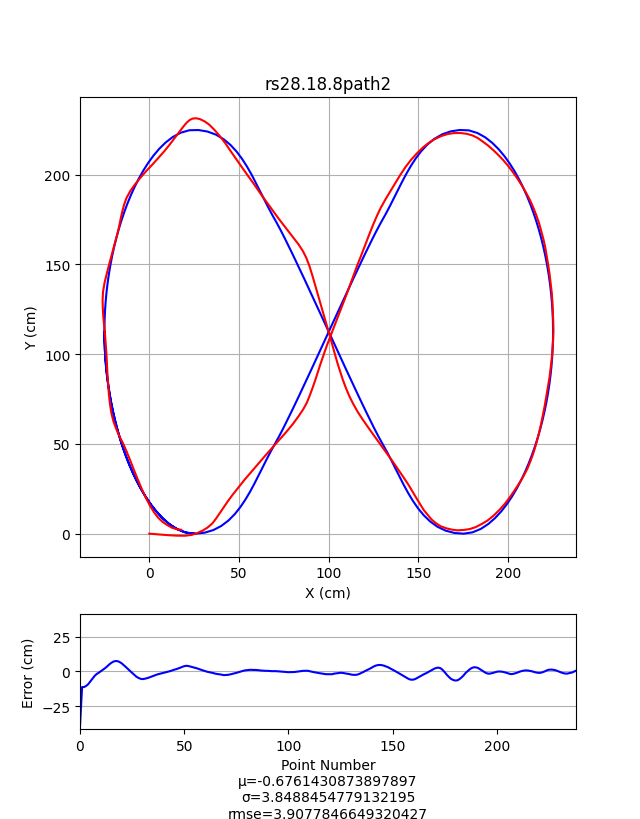 rs28.18.8path2
200
150
100
50
0
Y (cm)
0 50 100 150 200
X (cm)
25
0
−25
Error (cm)
0 50 100 150 200
Point Number
μ=-0.6761430873897897
σ=3.8488454779132195
rmse=3.9077846649320427